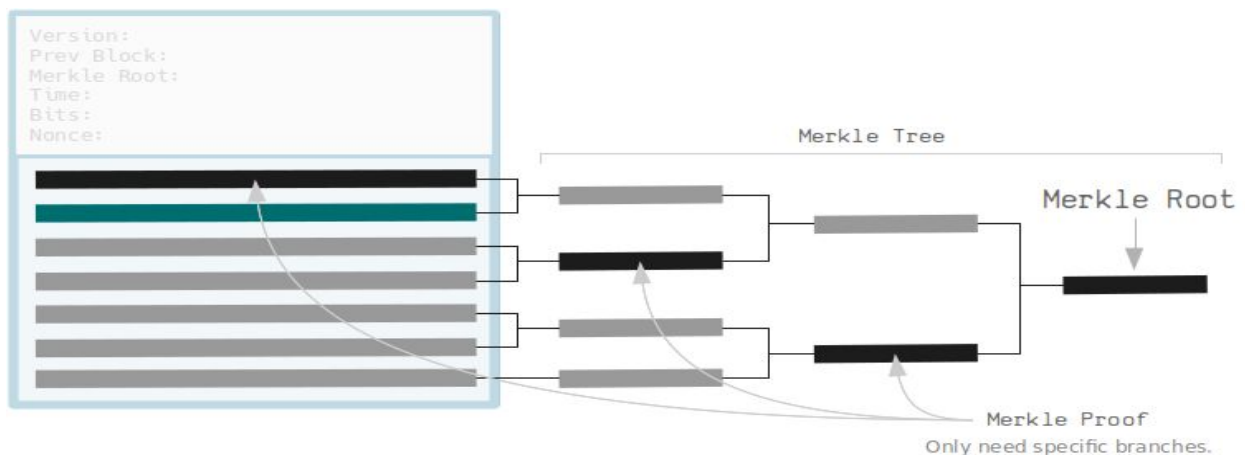 Version:
Prev Block:
Merkle Root:
Time:
Bits:
Nonce:
Merkle Tree
Merkle Root
Merkle Proof
Only need specific branches.